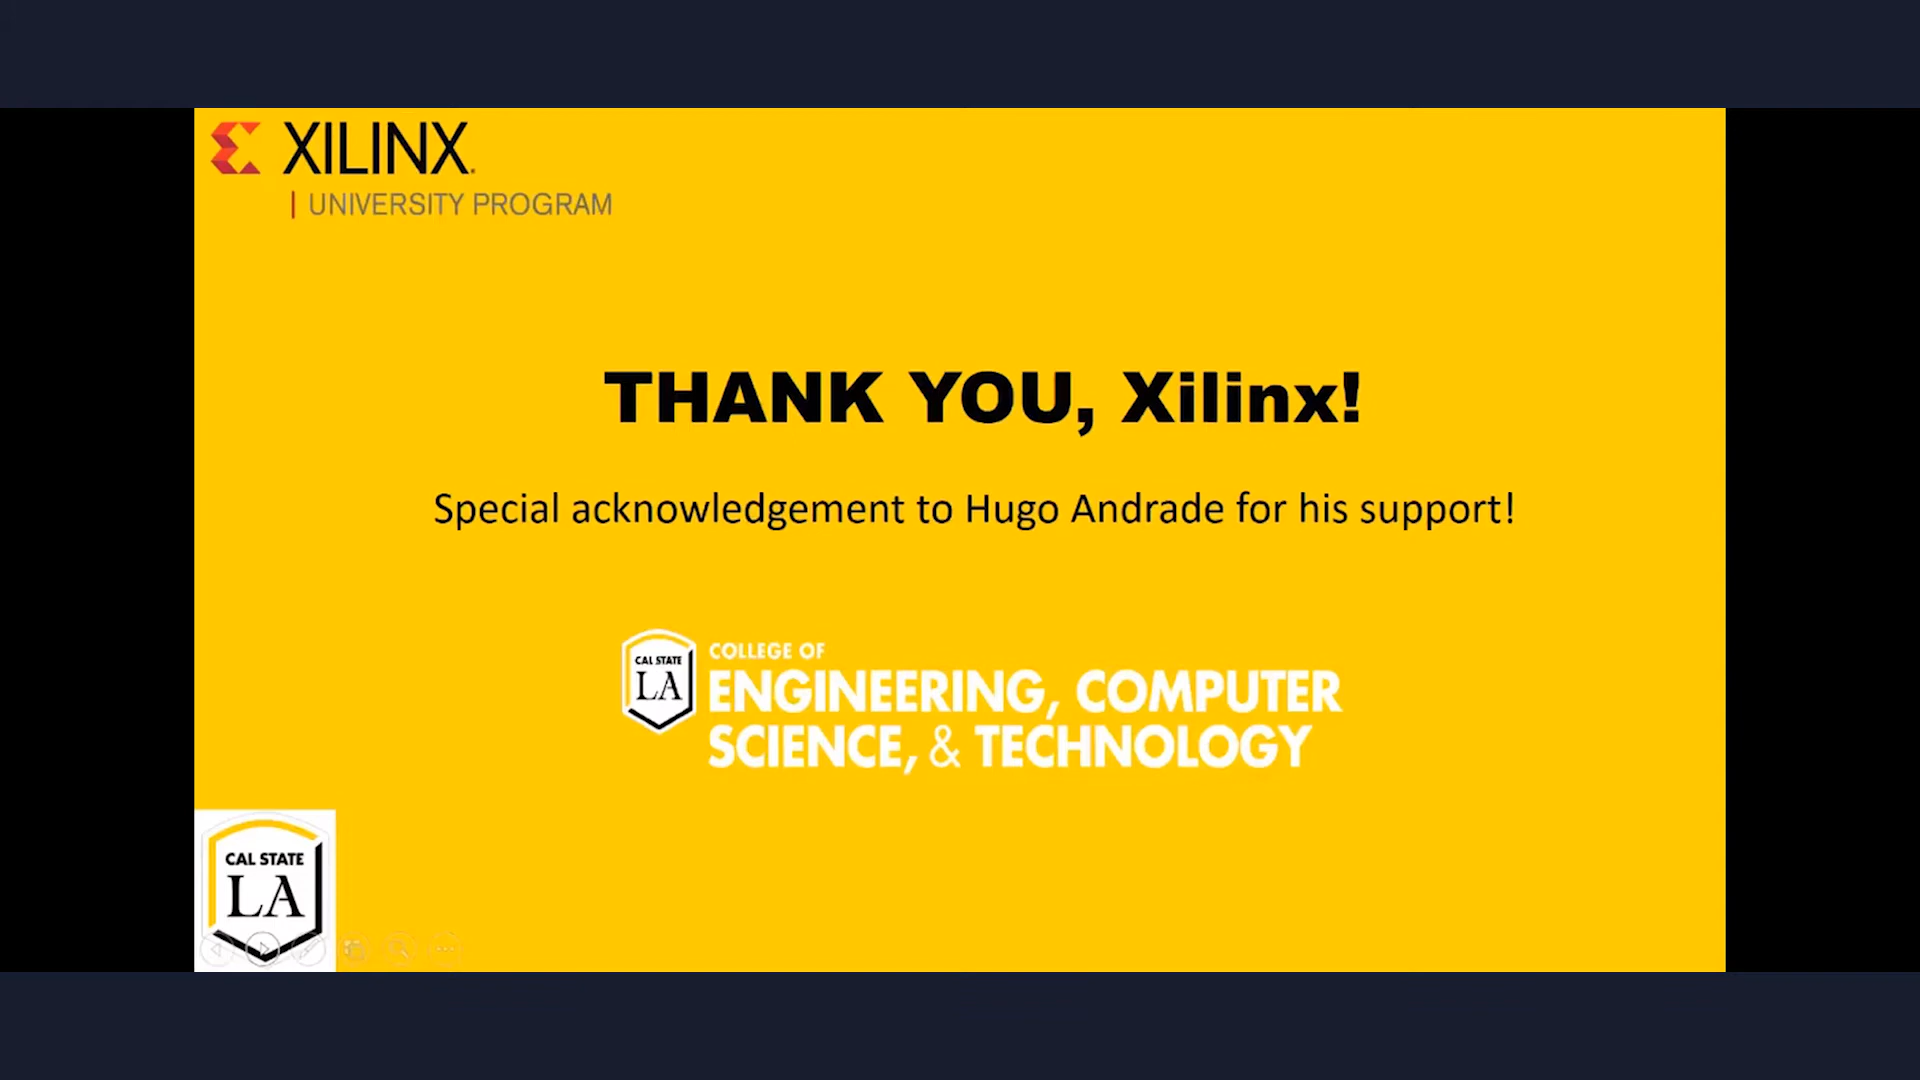 XILINX
| UNIVERSITY PROGRAM
THANK YOU, Xilinx!
Special acknowledgement to Hugo Andrade for his support!
CAL STATE
LA
COLLEGE OF
ENGINEERING, COMPUTER
SCIENCE, & TECHNOLOGY
CAL STATE
LA